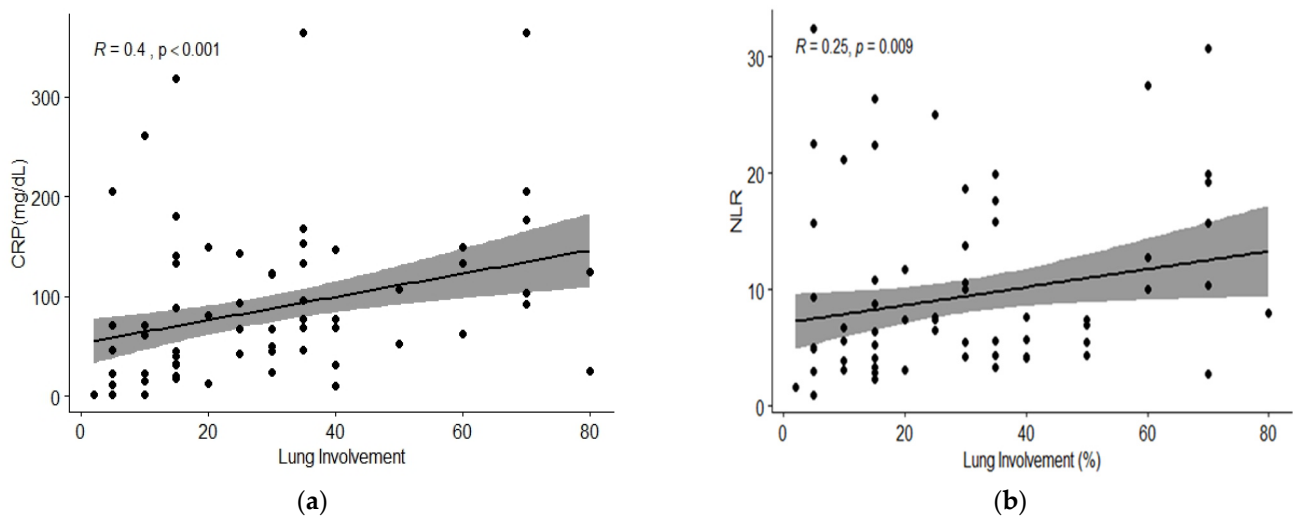 R = 0.4 , p < 0.001
300
200
100
0
CRP(mg/dL)
0 20 40 60 80
Lung Involvement
(a)
R = 0.25, p = 0.009
30
20
10
0
NLR
0 20 40 60 80
Lung Involvement (%)
(b)